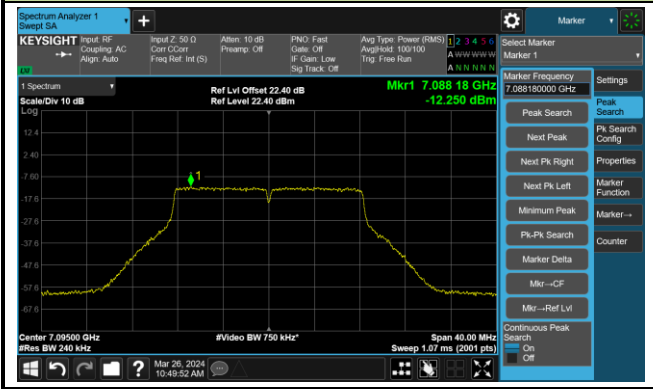 Spectrum Analyzer 1
Swept SA
+
Marker
KEYSIGHT
Input: RF
Coupling: AC
Align: Auto
Input Z: 50 Ω
Corr CCorr
Freq Ref: Int (S)
Atten: 10 dB
Preamp: Off
PNO: Fast
Gate: Off
IF Gain: Low
Sig Track: Off
Avg Type: Power (RMS)
Avg|Hold: 100/100
Trig: Free Run
1 2 3 4 5 6
A W W W W W
A N N N N N
LXI
Select Marker
Marker 1
1 Spectrum
Scale/Div 10 dB
Log
Ref Lvl Offset 22.40 dB
Ref Level 22.40 dBm
Mkr1 7.088 18 GHz
-12.250 dBm
12.4
2.40
-7.60
-17.6
-27.6
-37.6
-47.6
-57.6
-67.6
1
Center 7.09500 GHz
#Res BW 240 kHz
#Video BW 750 kHz*
Span 40.00 MHz
Sweep 1.07 ms (2001 pts)
Marker Frequency
7.088180000 GHz
Peak Search
Next Peak
Next Pk Right
Next Pk Left
Minimum Peak
Pk-Pk Search
Marker Delta
Mkr→CF
Mkr→Ref Lvl
Continuous Peak
Search
On
Off
Settings
Peak
Search
Pk Search
Config
Properties
Marker
Function
Marker→
Counter
?
Mar 26, 2024
10:49:52 AM